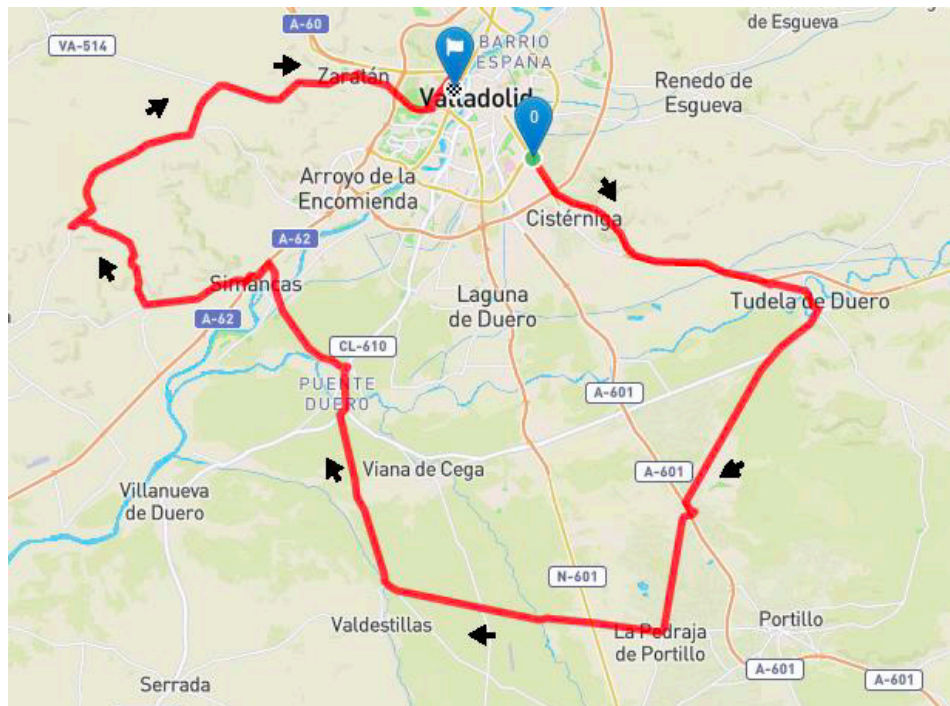 de Esgueva
A-60
VA-514
BARRIO
ESPAÑA
Zaratán
Valladolid
Renedo de
Esgueva
0
Arroyo de la
Encomienda
Cistérniga
A-62
Simancas
Laguna
de Duero
Tudela de Duero
A-62
CL-610
PUENTE
DUERO
A-601
Viana de Cega
A-601
Villanueva
de Duero
N-601
Valdestillas
La Pedraja
de Portillo
Portillo
Serrada
A-601
A-601